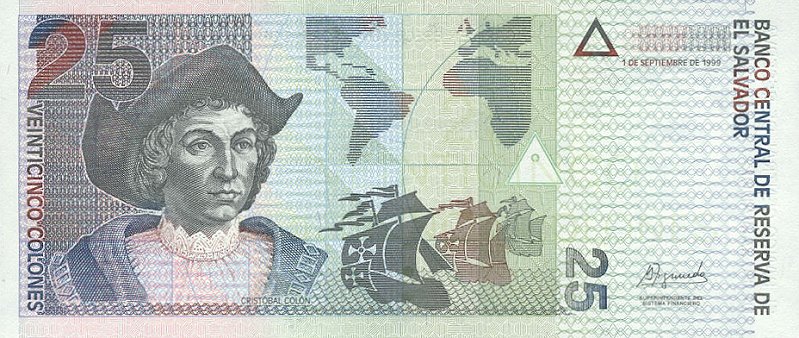 25
VEINTICINCO COLONES
CRISTOBAL COLÓN
1 DE SEPTIEMBRE DE 1999
BANCO CENTRAL DE RESERVA DE
EL SALVADOR
25
SUPERINTENDENTE DEL
SISTEMA FINANCIERO